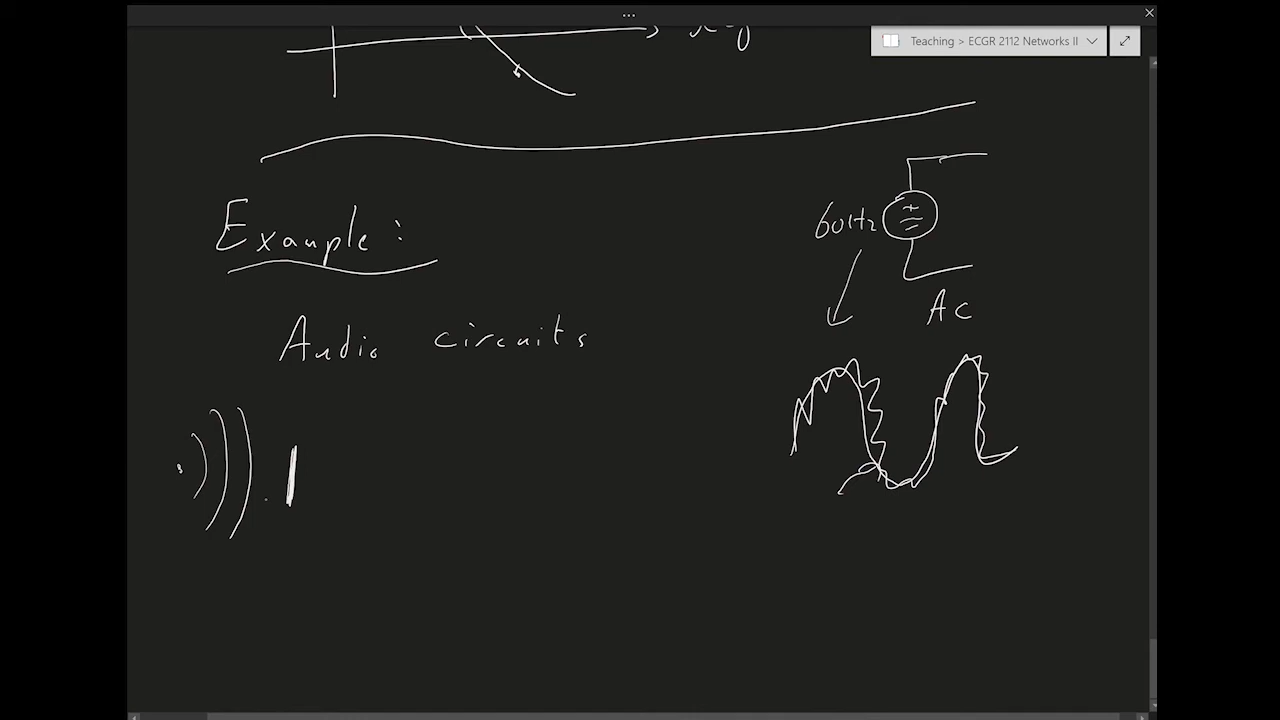 Teaching > ECGR 2112 Networks II
Example:
60Hz
AC
Audio circuits